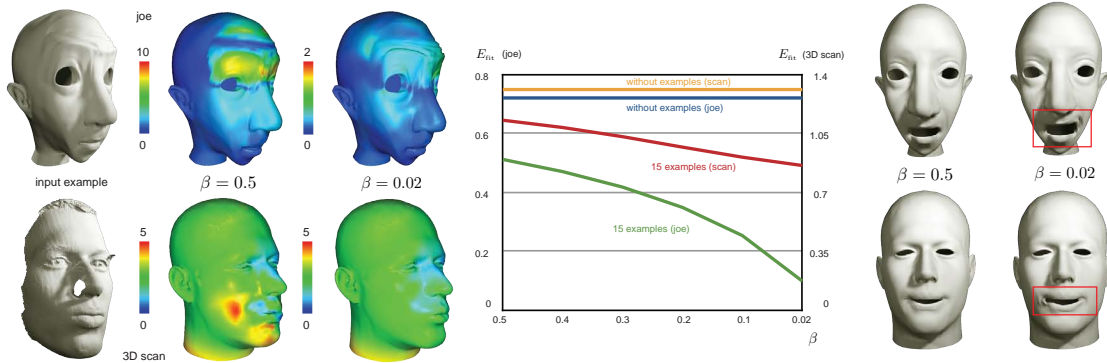 joe
10
0
2
0
input example
β = 0.5
β = 0.02
5
0
5
0
3D scan
E_fit (joe)
E_fit (3D scan)
0.8
0.6
0.4
0.2
0
1.4
1.05
0.7
0.35
0
without examples (scan)
without examples (joe)
15 examples (scan)
15 examples (joe)
0.5 0.4 0.3 0.2 0.1 0.02
β
β = 0.5
β = 0.02